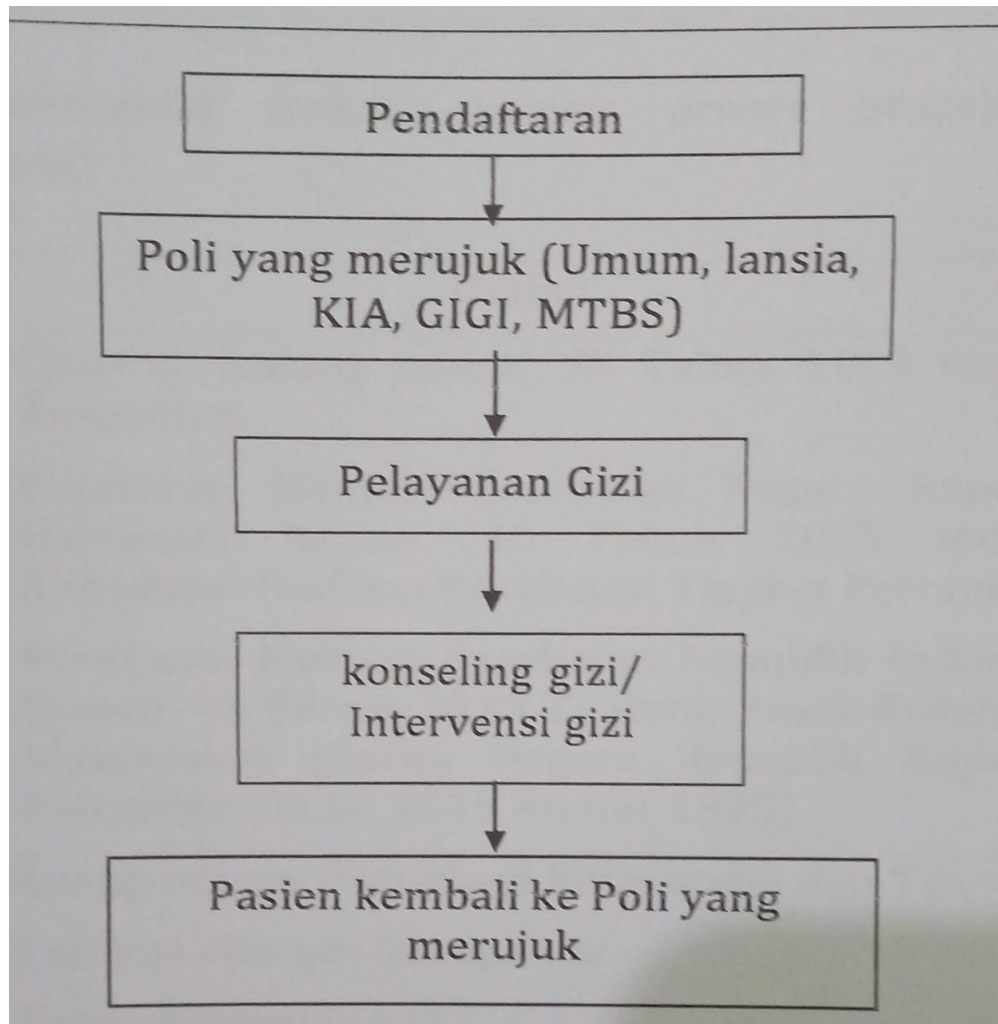 Pendaftaran
Poli yang merujuk (Umum, lansia,
KIA, GIGI, MTBS)
Pelayanan Gizi
konseling gizi/
Intervensi gizi
Pasien kembali ke Poli yang
merujuk